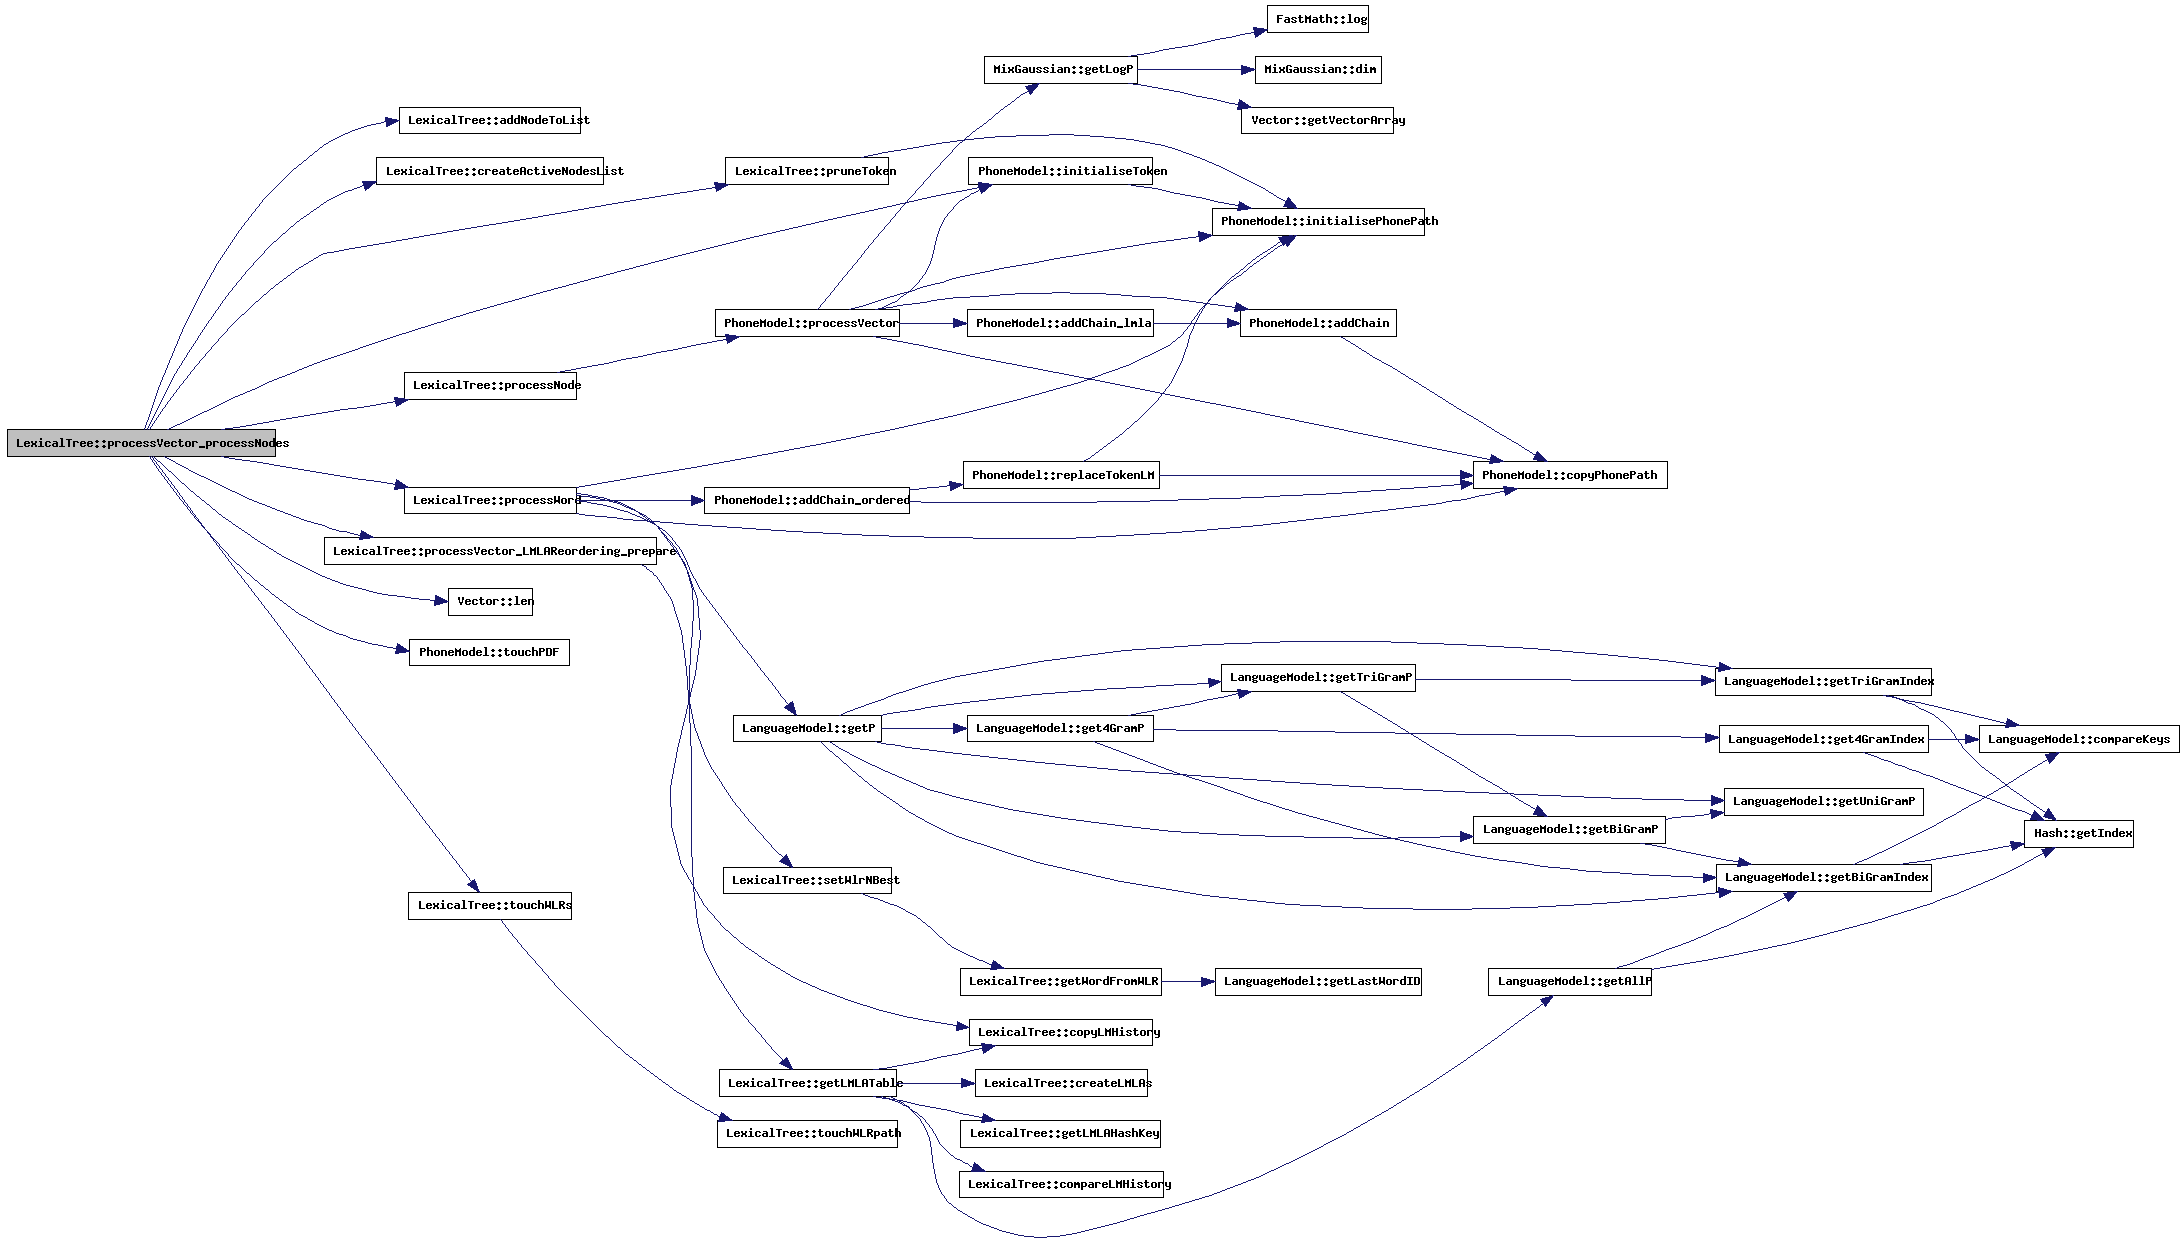 FastMath::log
MixGaussian::getLogP
MixGaussian::dim
LexicalTree::addNodeToList
Vector::getVectorArray
LexicalTree::createActiveNodesList
LexicalTree::pruneToken
PhoneModel::initialiseToken
PhoneModel::initialisePhonePath
PhoneModel::processVector
PhoneModel::addChain_lmla
PhoneModel::addChain
LexicalTree::processNode
LexicalTree::processVector_processNodes
PhoneModel::replaceTokenLM
PhoneModel::copyPhonePath
LexicalTree::processWord
PhoneModel::addChain_ordered
LexicalTree::processVector_LMLAReordering_prepare
Vector::len
PhoneModel::touchPDF
LanguageModel::getTriGramP
LanguageModel::getTriGramIndex
LanguageModel::getP
LanguageModel::get4GramP
LanguageModel::get4GramIndex
LanguageModel::compareKeys
LanguageModel::getUniGramP
LanguageModel::getBiGramP
Hash::getIndex
LexicalTree::setWlrNBest
LanguageModel::getBiGramIndex
LexicalTree::touchWLRs
LexicalTree::getWordFromWLR
LanguageModel::getLastWordID
LanguageModel::getAllP
LexicalTree::copyLMHistory
LexicalTree::getLMLATable
LexicalTree::createLMLAs
LexicalTree::touchWLRpath
LexicalTree::getLMLAHashKey
LexicalTree::compareLMHistory